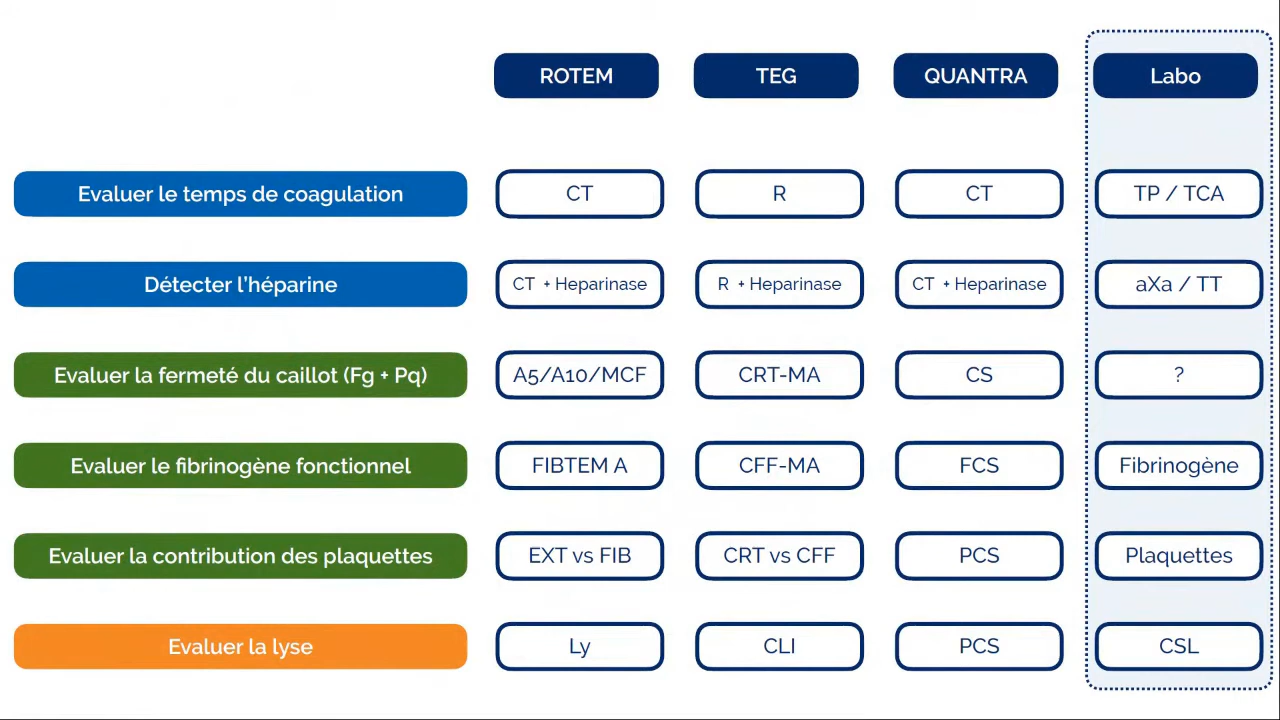 ROTEM TEG QUANTRA Labo
Evaluer le temps de coagulation CT R CT TP / TCA
Détecter l'héparine CT + Heparinase R + Heparinase CT + Heparinase aXa / TT
Evaluer la fermeté du caillot (Fg + Pq) A5/A10/MCF CRT-MA CS ?
Evaluer le fibrinogène fonctionnel FIBTEM A CFF-MA FCS Fibrinogène
Evaluer la contribution des plaquettes EXT vs FIB CRT vs CFF PCS Plaquettes
Evaluer la lyse Ly CLI PCS CSL